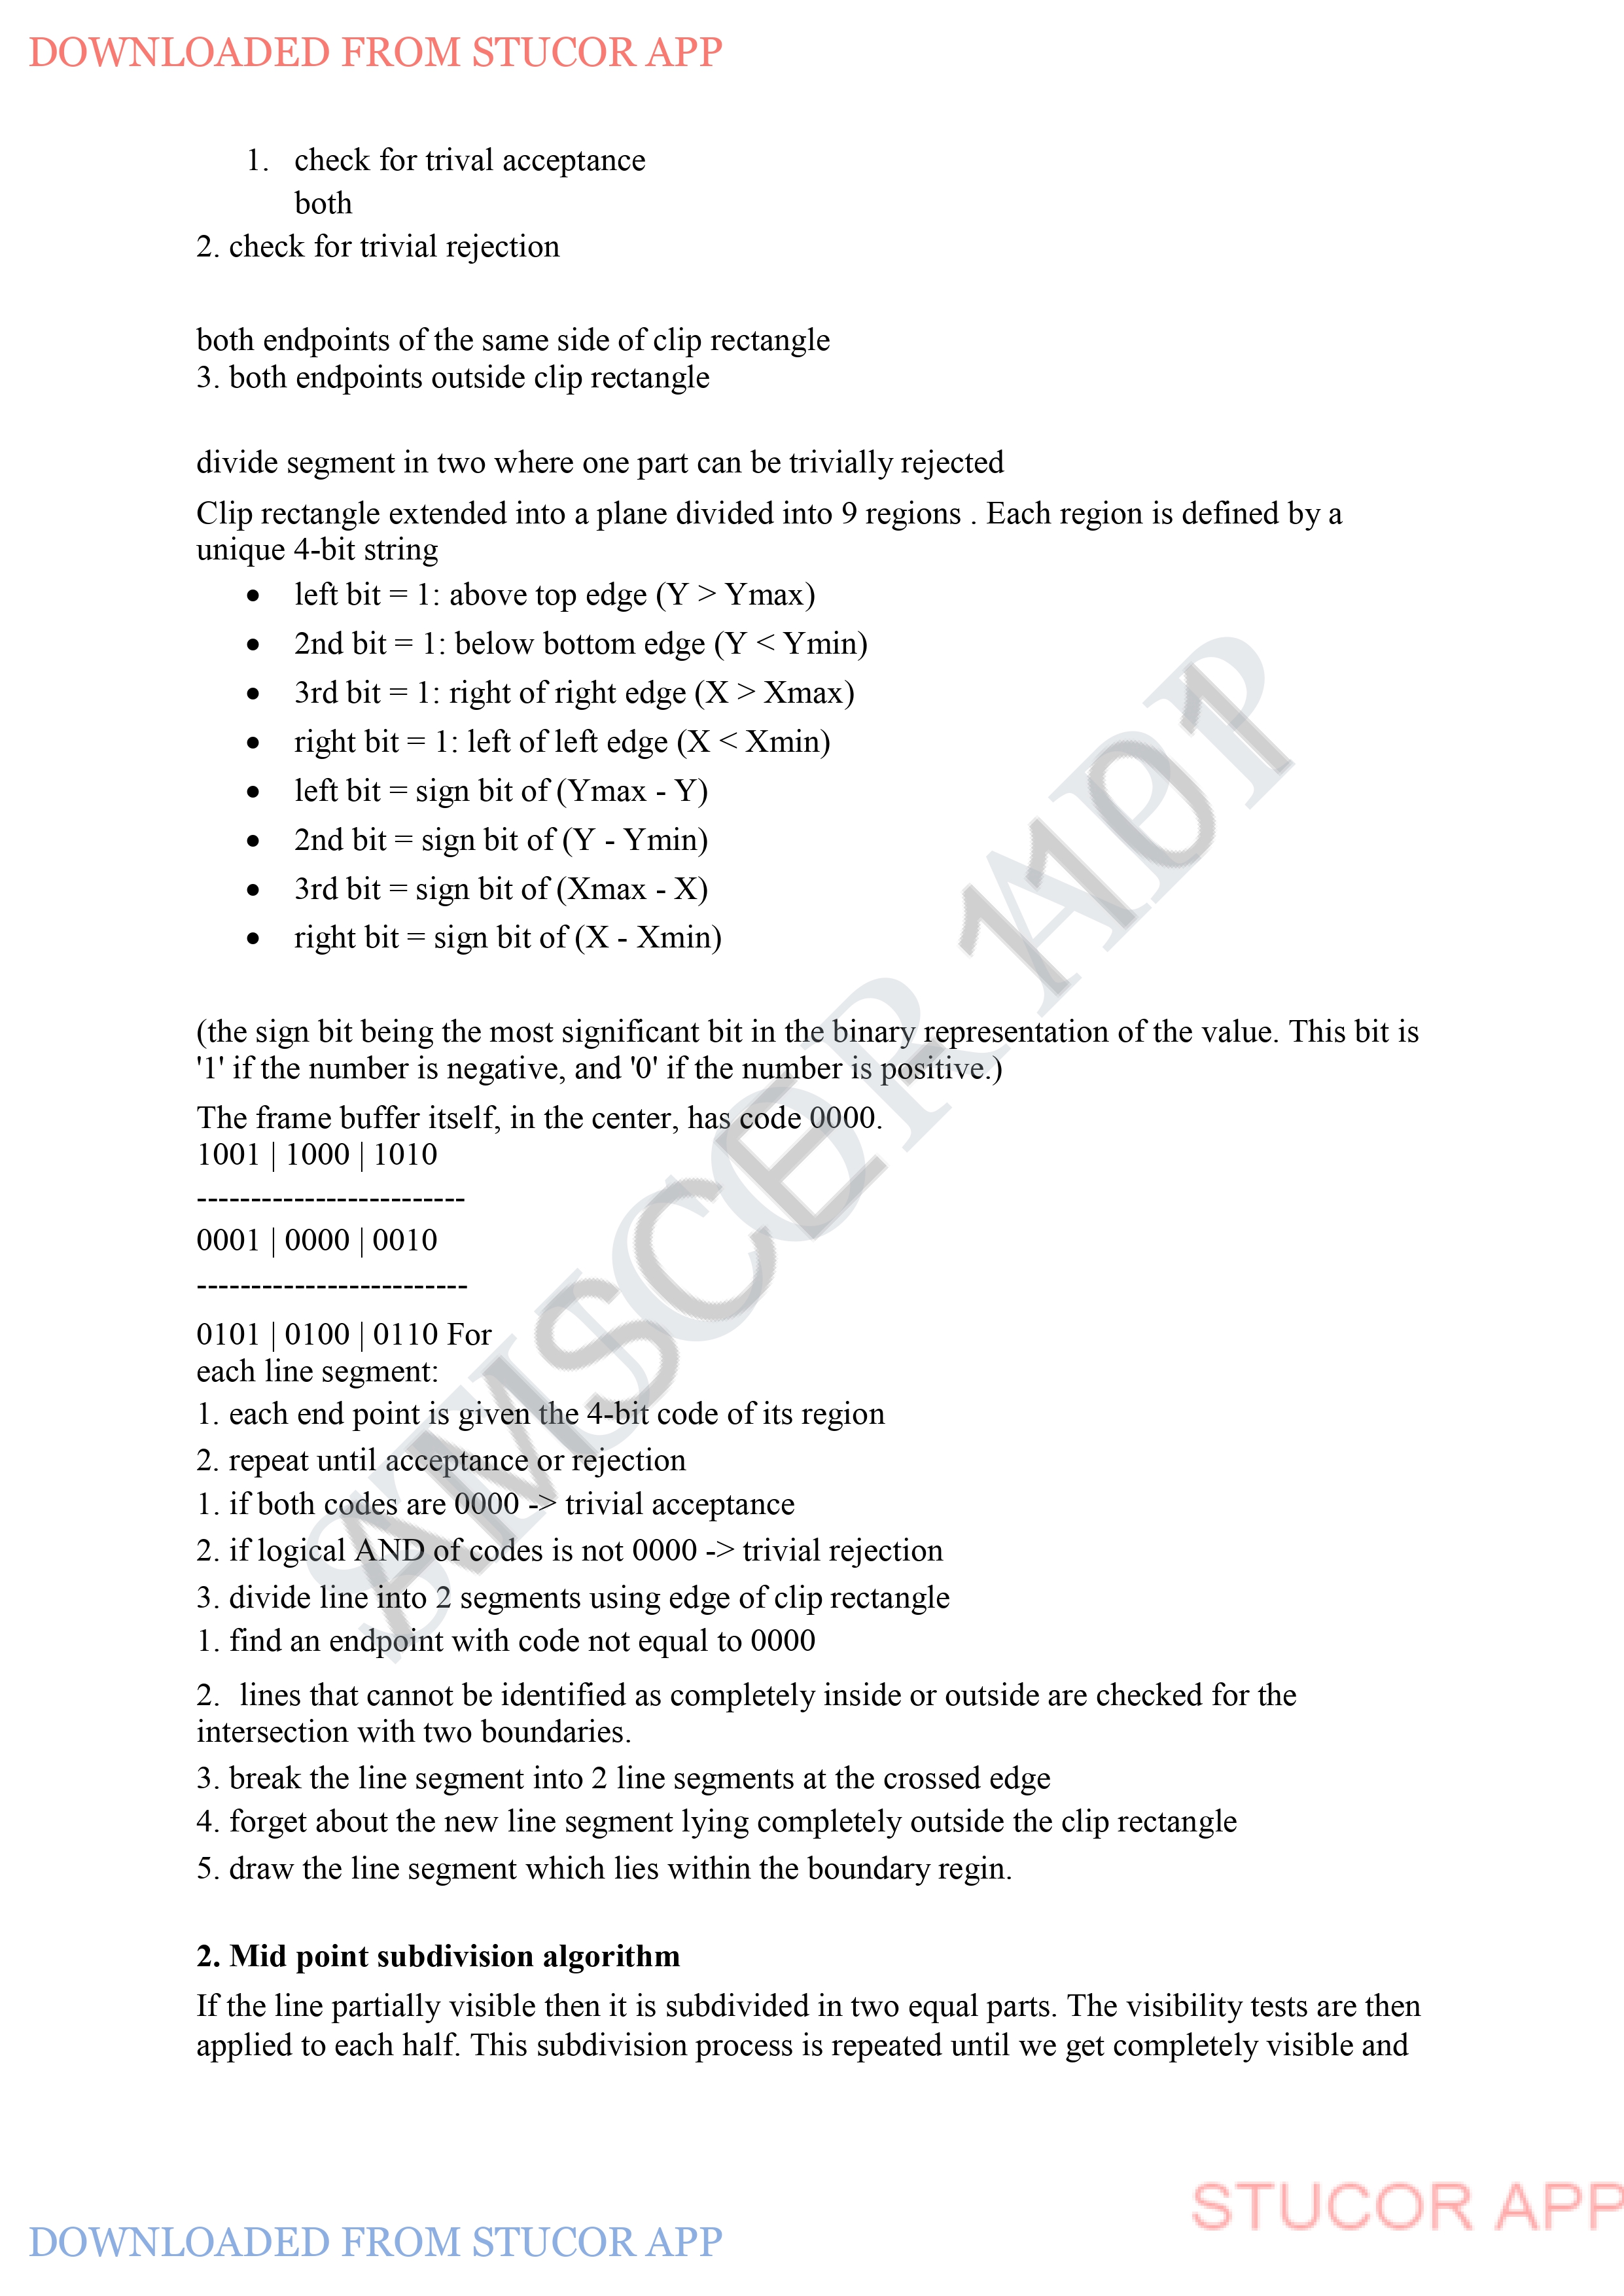 DOWNLOADED FROM STUCOR APP
1. check for trival acceptance
both
2. check for trivial rejection
both endpoints of the same side of clip rectangle
3. both endpoints outside clip rectangle
divide segment in two where one part can be trivially rejected
Clip rectangle extended into a plane divided into 9 regions . Each region is defined by a
unique 4-bit string
• left bit = 1: above top edge (Y > Ymax)
• 2nd bit = 1: below bottom edge (Y < Ymin)
• 3rd bit = 1: right of right edge (X > Xmax)
• right bit = 1: left of left edge (X < Xmin)
• left bit = sign bit of (Ymax - Y)
• 2nd bit = sign bit of (Y - Ymin)
• 3rd bit = sign bit of (Xmax - X)
• right bit = sign bit of (X - Xmin)
(the sign bit being the most significant bit in the binary representation of the value. This bit is
'1' if the number is negative, and '0' if the number is positive.)
The frame buffer itself, in the center, has code 0000.
1001 | 1000 | 1010
-------------------------
0001 | 0000 | 0010
-------------------------
0101 | 0100 | 0110 For
each line segment:
1. each end point is given the 4-bit code of its region
2. repeat until acceptance or rejection
1. if both codes are 0000 -> trivial acceptance
2. if logical AND of codes is not 0000 -> trivial rejection
3. divide line into 2 segments using edge of clip rectangle
1. find an endpoint with code not equal to 0000
2. lines that cannot be identified as completely inside or outside are checked for the
intersection with two boundaries.
3. break the line segment into 2 line segments at the crossed edge
4. forget about the new line segment lying completely outside the clip rectangle
5. draw the line segment which lies within the boundary regin.
2. Mid point subdivision algorithm
If the line partially visible then it is subdivided in two equal parts. The visibility tests are then
applied to each half. This subdivision process is repeated until we get completely visible and
STUCOR APP
AMSCE 1101
STUCOR APP
DOWNLOADED FROM STUCOR APP